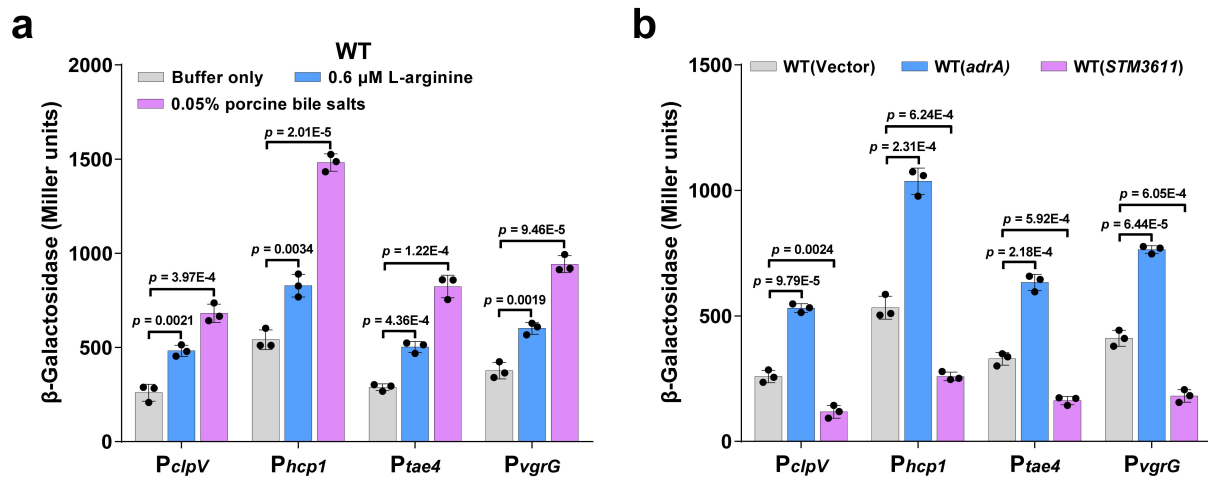 a
WT
Buffer only
0.6 µM L-arginine
0.05% porcine bile salts
β-Galactosidase (Miller units)
2000
1500
1000
500
0
p = 3.97E-4
p = 0.0021
p = 2.01E-5
p = 0.0034
p = 1.22E-4
p = 4.36E-4
p = 9.46E-5
p = 0.0019
PclpV
Phcp1
Ptae4
PvgrG
b
WT(Vector)
WT(adrA)
WT(STM3611)
β-Galactosidase (Miller units)
1500
1000
500
0
p = 0.0024
p = 9.79E-5
p = 6.24E-4
p = 2.31E-4
p = 5.92E-4
p = 2.18E-4
p = 6.05E-4
p = 6.44E-5
PclpV
Phcp1
Ptae4
PvgrG